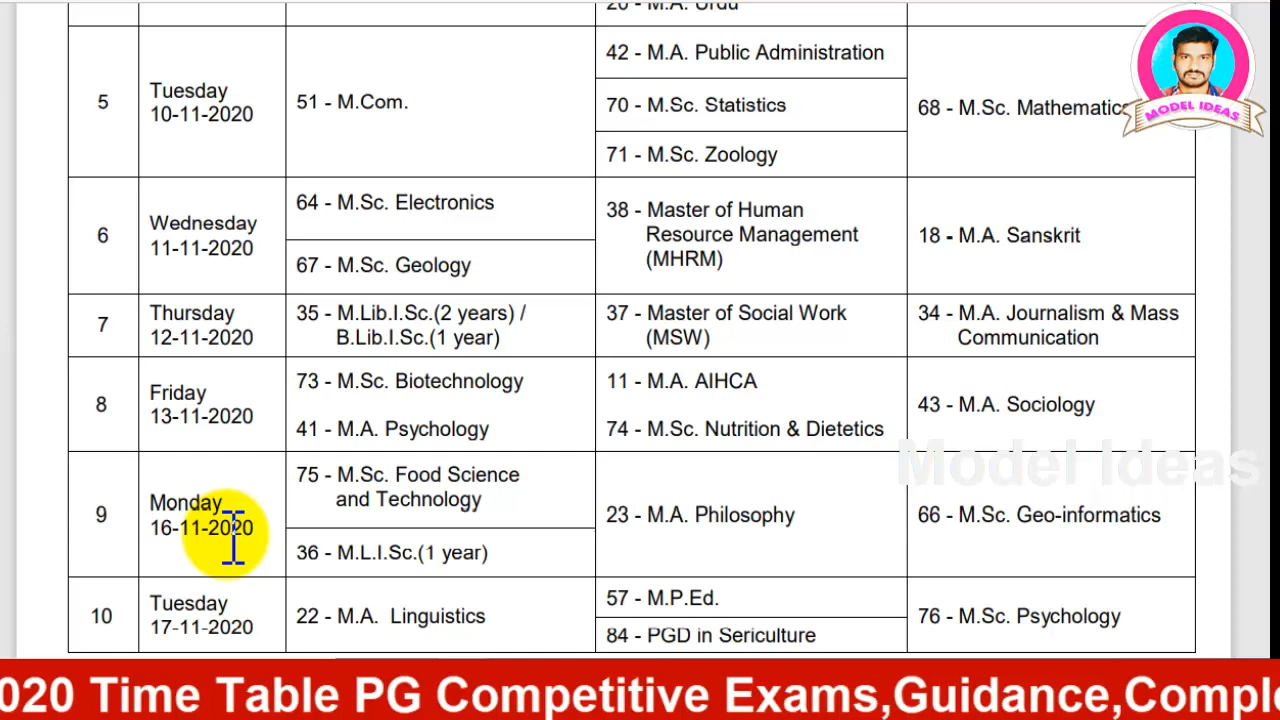 20 - M.A. Urdu
5
Tuesday
10-11-2020
51 - M.Com.
42 - M.A. Public Administration
70 - M.Sc. Statistics
71 - M.Sc. Zoology
68 - M.Sc. Mathematics
MODEL IDEAS
6
Wednesday
11-11-2020
64 - M.Sc. Electronics
67 - M.Sc. Geology
38 - Master of Human
Resource Management
(MHRM)
18 - M.A. Sanskrit
7
Thursday
12-11-2020
35 - M.Lib.I.Sc.(2 years) /
B.Lib.I.Sc.(1 year)
37 - Master of Social Work
(MSW)
34 - M.A. Journalism & Mass
Communication
8
Friday
13-11-2020
73 - M.Sc. Biotechnology
41 - M.A. Psychology
11 - M.A. AIHCA
74 - M.Sc. Nutrition & Dietetics
43 - M.A. Sociology
Model Ideas
9
Monday
16-11-2020
75 - M.Sc. Food Science
and Technology
36 - M.L.I.Sc.(1 year)
23 - M.A. Philosophy
66 - M.Sc. Geo-informatics
10
Tuesday
17-11-2020
22 - M.A. Linguistics
57 - M.P.Ed.
84 - PGD in Sericulture
76 - M.Sc. Psychology
020 Time Table PG Competitive Exams,Guidance,Comple